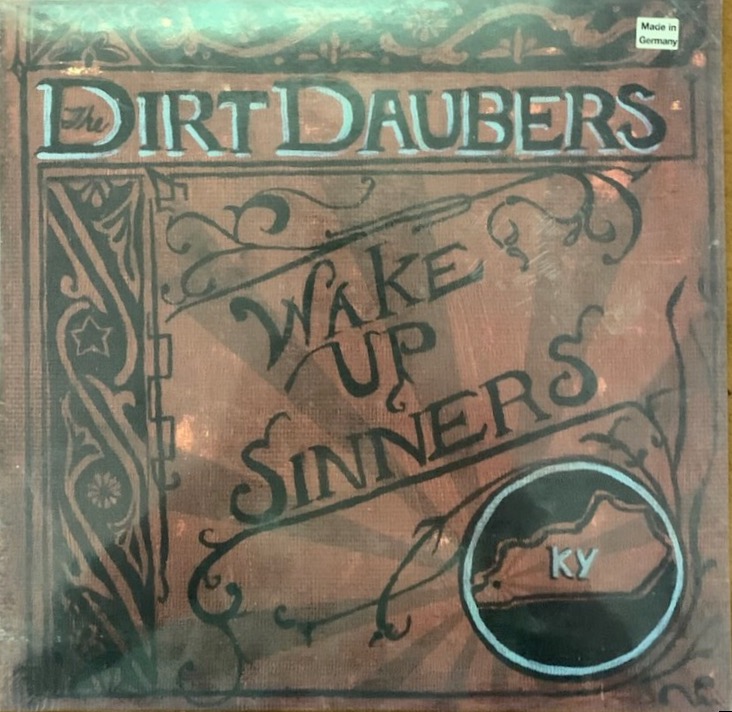 Made in
Germany
The DIRT DAUBERS
WAKE
UP
SINNERS
KY